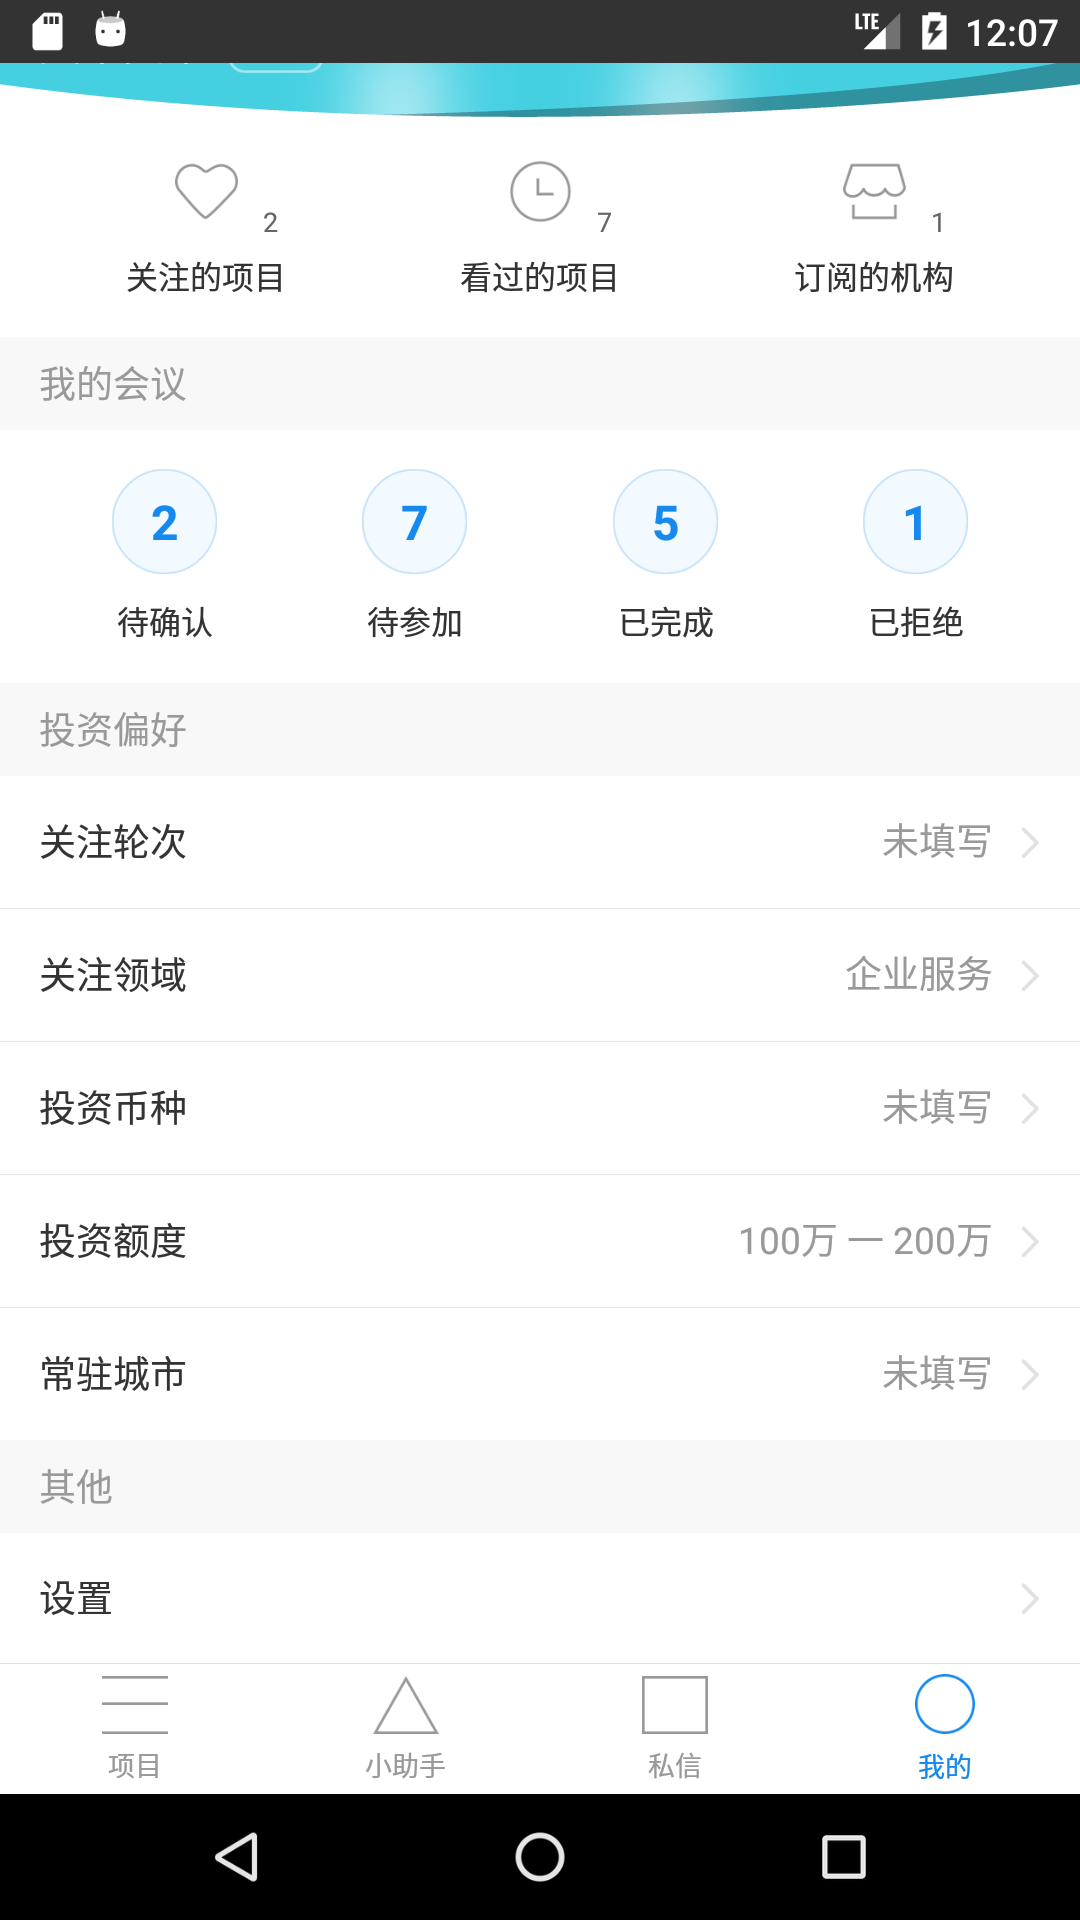 LTE 12:07
2 7 1
关注的项目 看过的项目 订阅的机构
我的会议
2 7 5 1
待确认 待参加 已完成 已拒绝
投资偏好
关注轮次 未填写
关注领域 企业服务
投资币种 未填写
投资额度 100万 一 200万
常驻城市 未填写
其他
设置
项目 小助手 私信 我的